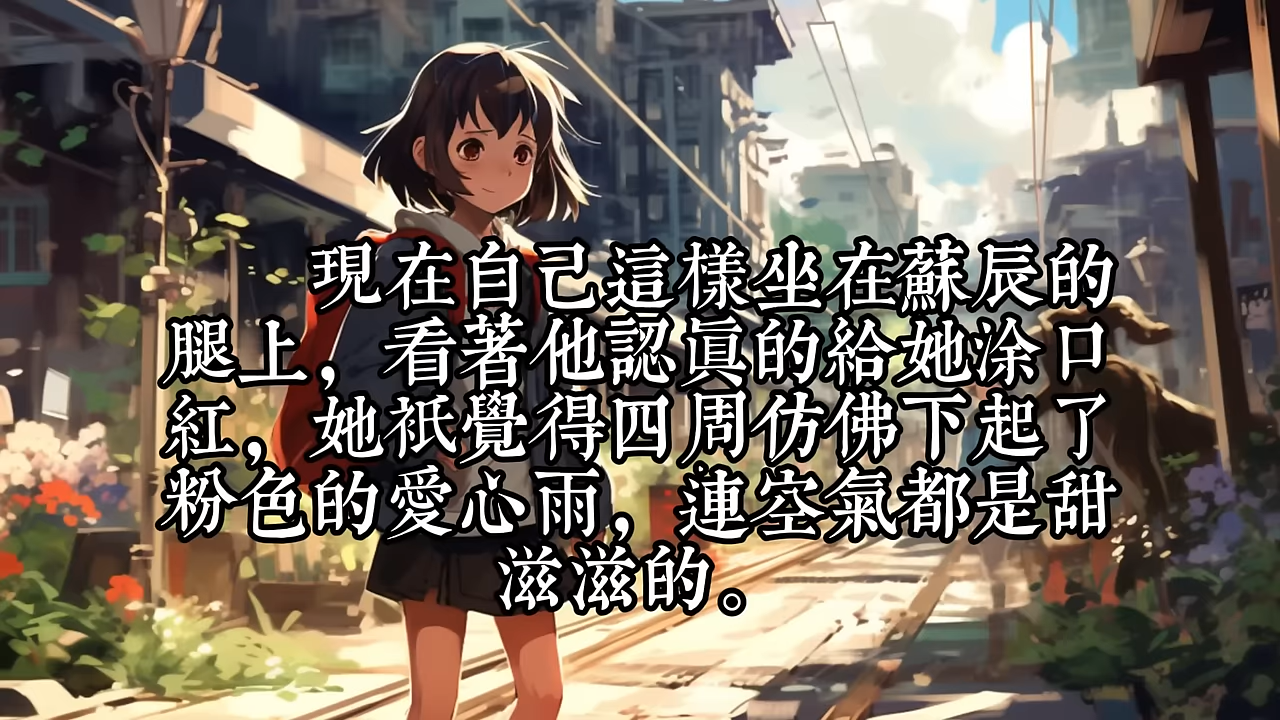 現在自己這樣坐在蘇辰的
腿上，看著他認眞的給她涂口
紅，她衹覺得四周仿佛下起了
粉色的愛心雨，連空氣都是甜
滋滋的。